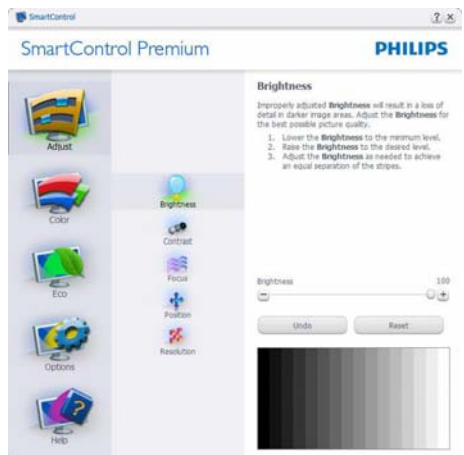 SmartControl
SmartControl Premium
PHILIPS
Adjust
Color
Eco
Options
Help
Brightness
Contrast
Focus
Position
Resolution
Brightness
Improperly adjusted Brightness will result in a loss of
detail in darker image areas. Adjust the Brightness for
the best possible picture quality.
1. Lower the Brightness to the minimum level.
2. Raise the Brightness to the desired level.
3. Adjust the Brightness as needed to achieve
an equal separation of the stripes.
Brightness 100
Undo Reset